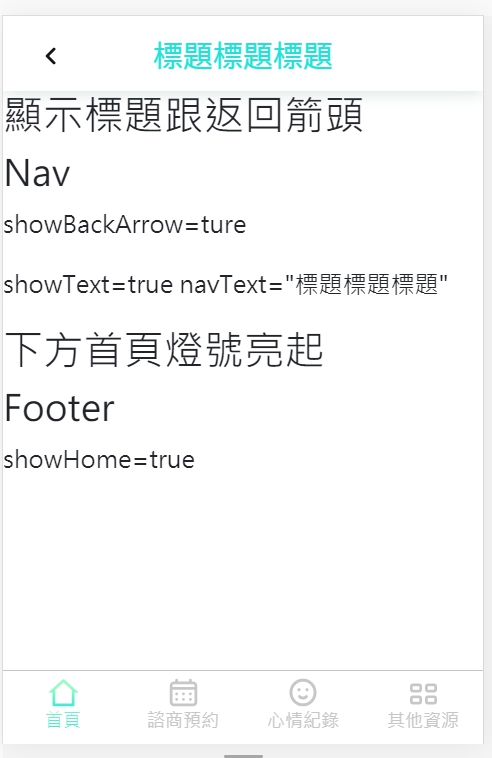 標題標題標題
顯示標題跟返回箭頭
Nav
showBackArrow=ture
showText=true navText="標題標題標題"
下方首頁燈號亮起
Footer
showHome=true
首頁 諮商預約 心情紀錄 其他資源